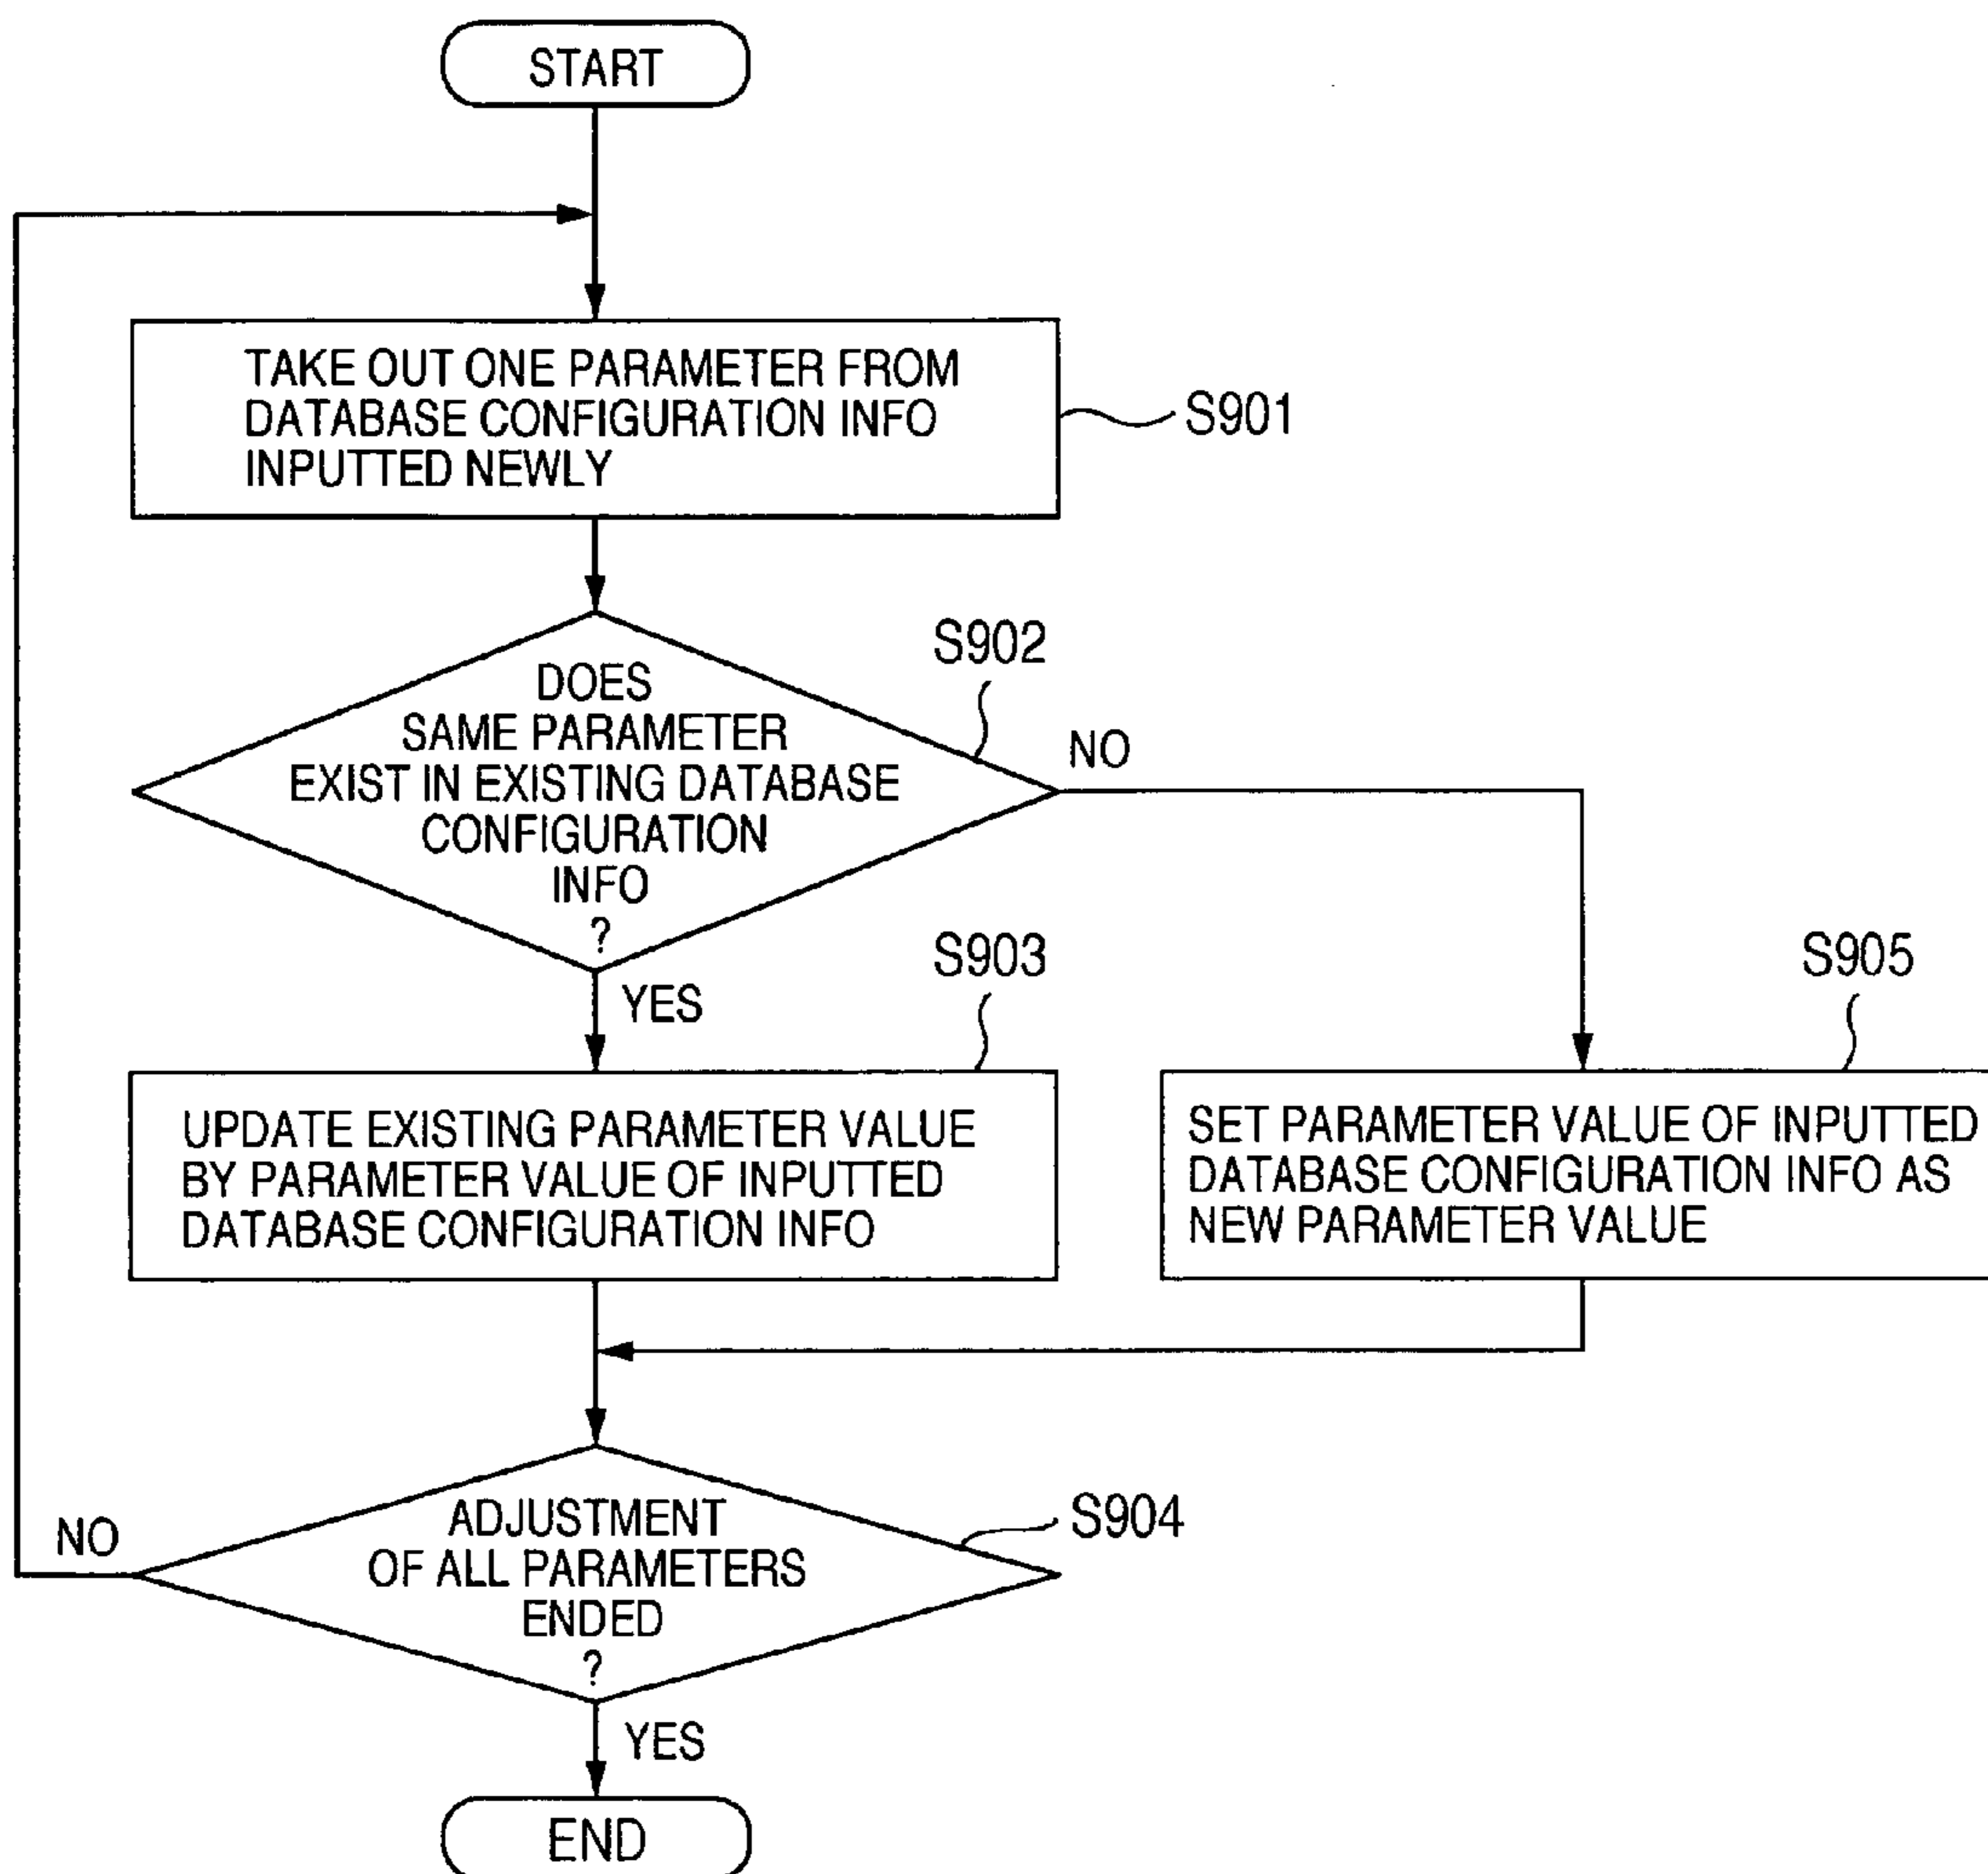 START
TAKE OUT ONE PARAMETER FROM
DATABASE CONFIGURATION INFO
INPUTTED NEWLY
S901
S902
DOES
SAME PARAMETER
EXIST IN EXISTING DATABASE
CONFIGURATION
INFO
?
NO
YES
S903
UPDATE EXISTING PARAMETER VALUE
BY PARAMETER VALUE OF INPUTTED
DATABASE CONFIGURATION INFO
S905
SET PARAMETER VALUE OF INPUTTED
DATABASE CONFIGURATION INFO AS
NEW PARAMETER VALUE
S904
ADJUSTMENT
OF ALL PARAMETERS
ENDED
?
NO
YES
END